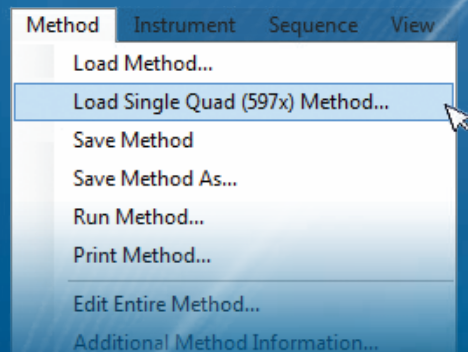 Method Instrument Sequence View
Load Method...
Load Single Quad (597x) Method...
Save Method
Save Method As...
Run Method...
Print Method...
Edit Entire Method...
Additional Method Information...